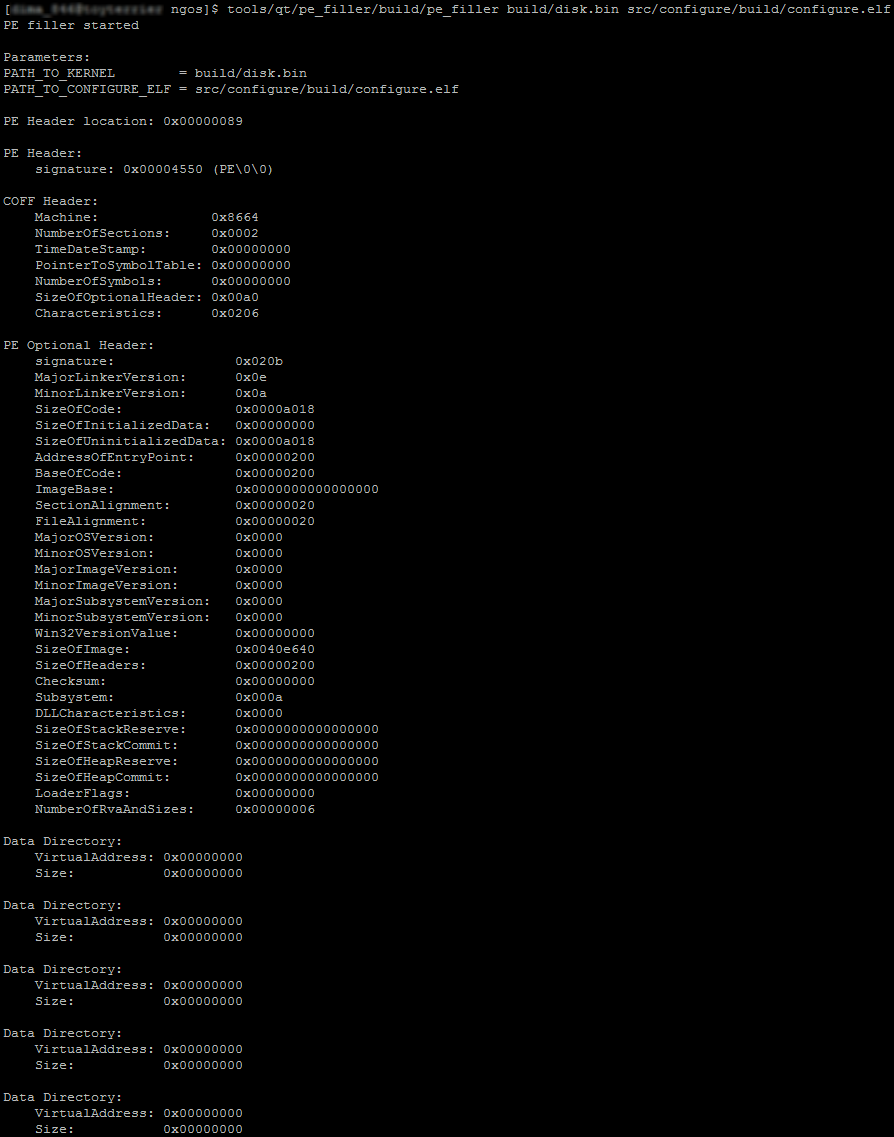 [ ngos]$ tools/qt/pe_filler/build/pe_filler build/disk.bin src/configure/build/configure.elf
PE filler started

Parameters:
PATH_TO_KERNEL        = build/disk.bin
PATH_TO_CONFIGURE_ELF = src/configure/build/configure.elf

PE Header location: 0x00000089

PE Header:
    signature: 0x00004550 (PE\0\0)

COFF Header:
    Machine:              0x8664
    NumberOfSections:     0x0002
    TimeDateStamp:        0x00000000
    PointerToSymbolTable: 0x00000000
    NumberOfSymbols:      0x00000000
    SizeOfOptionalHeader: 0x00a0
    Characteristics:      0x0206

PE Optional Header:
    signature:               0x020b
    MajorLinkerVersion:      0x0e
    MinorLinkerVersion:      0x0a
    SizeOfCode:              0x0000a018
    SizeOfInitializedData:   0x00000000
    SizeOfUninitializedData: 0x0000a018
    AddressOfEntryPoint:     0x00000200
    BaseOfCode:              0x00000200
    ImageBase:               0x0000000000000000
    SectionAlignment:        0x00000020
    FileAlignment:           0x00000020
    MajorOSVersion:          0x0000
    MinorOSVersion:          0x0000
    MajorImageVersion:       0x0000
    MinorImageVersion:       0x0000
    MajorSubsystemVersion:   0x0000
    MinorSubsystemVersion:   0x0000
    Win32VersionValue:       0x00000000
    SizeOfImage:             0x0040e640
    SizeOfHeaders:           0x00000200
    Checksum:                0x00000000
    Subsystem:               0x000a
    DLLCharacteristics:      0x0000
    SizeOfStackReserve:      0x0000000000000000
    SizeOfStackCommit:       0x0000000000000000
    SizeOfHeapReserve:       0x0000000000000000
    SizeOfHeapCommit:        0x0000000000000000
    LoaderFlags:             0x00000000
    NumberOfRvaAndSizes:     0x00000006

Data Directory:
    VirtualAddress: 0x00000000
    Size:           0x00000000

Data Directory:
    VirtualAddress: 0x00000000
    Size:           0x00000000

Data Directory:
    VirtualAddress: 0x00000000
    Size:           0x00000000

Data Directory:
    VirtualAddress: 0x00000000
    Size:           0x00000000

Data Directory:
    VirtualAddress: 0x00000000
    Size:           0x00000000